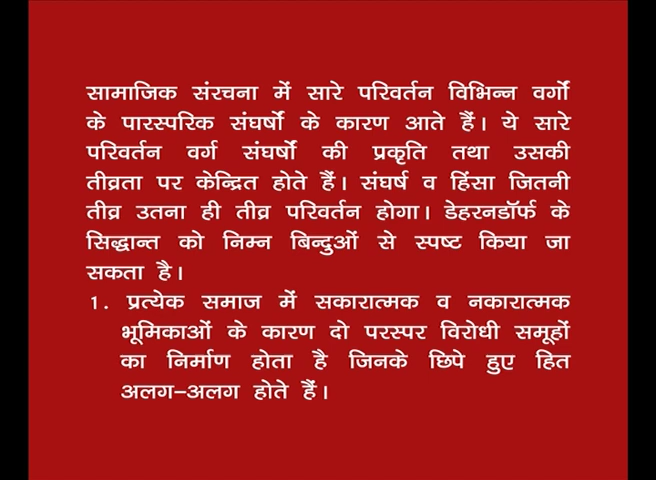 सामाजिक संरचना में सारे परिवर्तन विभिन्न वर्गों
के पारस्परिक संघर्षों के कारण आते हैं। ये सारे
परिवर्तन वर्ग संघर्षों की प्रकृति तथा उसकी
तीव्रता पर केन्द्रित होते हैं। संघर्ष व हिंसा जितनी
तीव्र उतना ही तीव्र परिवर्तन होगा। डेहरनडॉर्फ के
सिद्धान्त को निम्न बिन्दुओं से स्पष्ट किया जा
सकता है।
1. प्रत्येक समाज में सकारात्मक व नकारात्मक
भूमिकाओं के कारण दो परस्पर विरोधी समूहों
का निर्माण होता है जिनके छिपे हुए हित
अलग-अलग होते हैं।